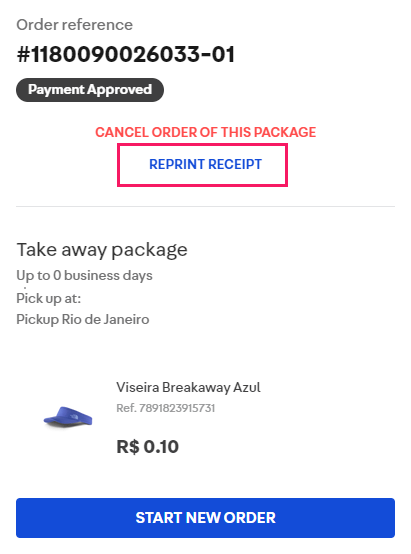 Order reference
#1180090026033-01
Payment Approved
CANCEL ORDER OF THIS PACKAGE
REPRINT RECEIPT
Take away package
Up to 0 business days
Pick up at:
Pickup Rio de Janeiro
Viseira Breakaway Azul
Ref. 7891823915731
R$ 0.10
START NEW ORDER